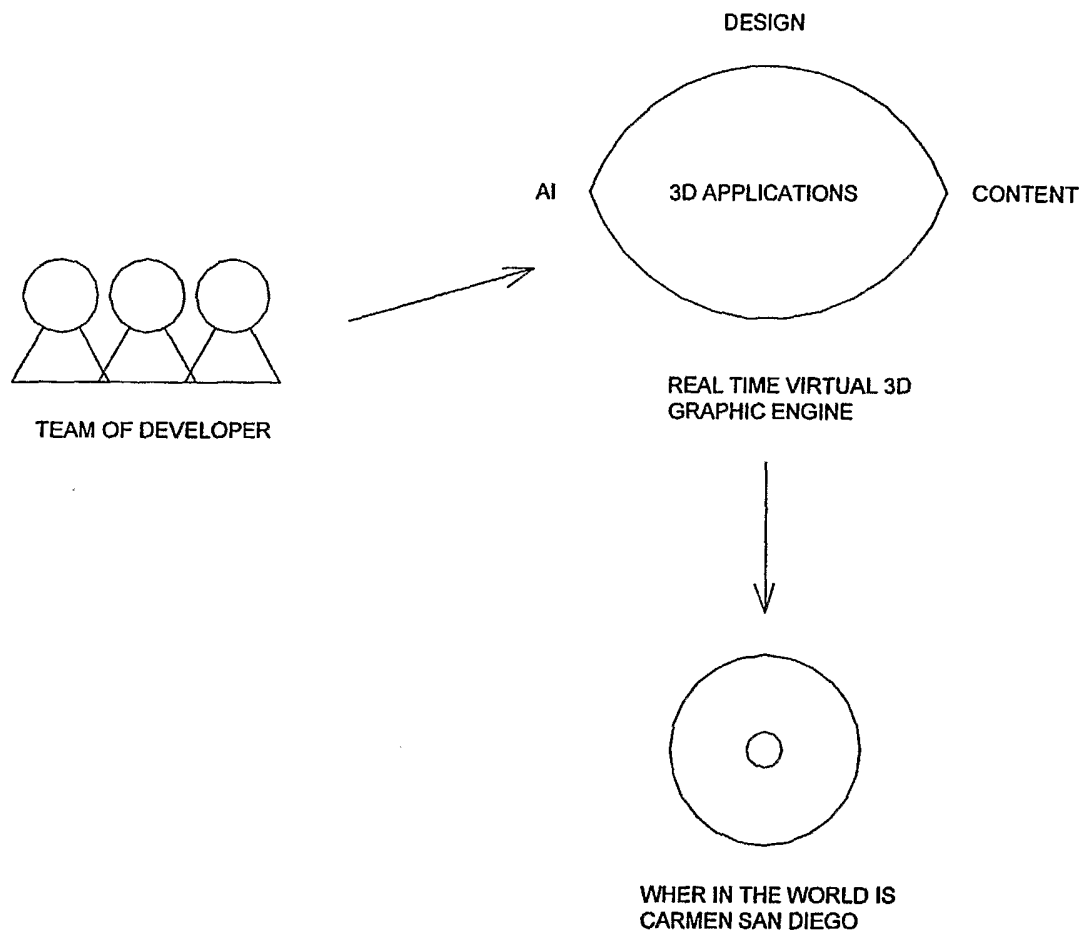 DESIGN
AI
3D APPLICATIONS
CONTENT
TEAM OF DEVELOPER
REAL TIME VIRTUAL 3D
GRAPHIC ENGINE
WHER IN THE WORLD IS
CARMEN SAN DIEGO